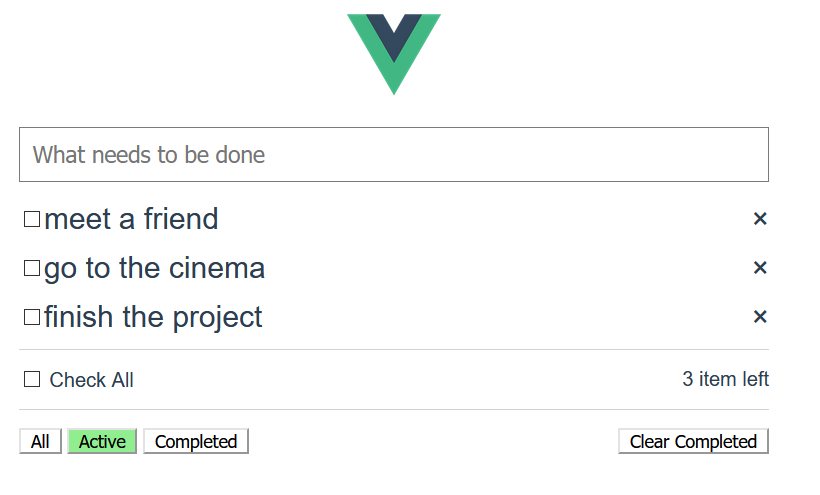 What needs to be done
meet a friend ×
go to the cinema ×
finish the project ×
Check All 3 item left
All Active Completed Clear Completed